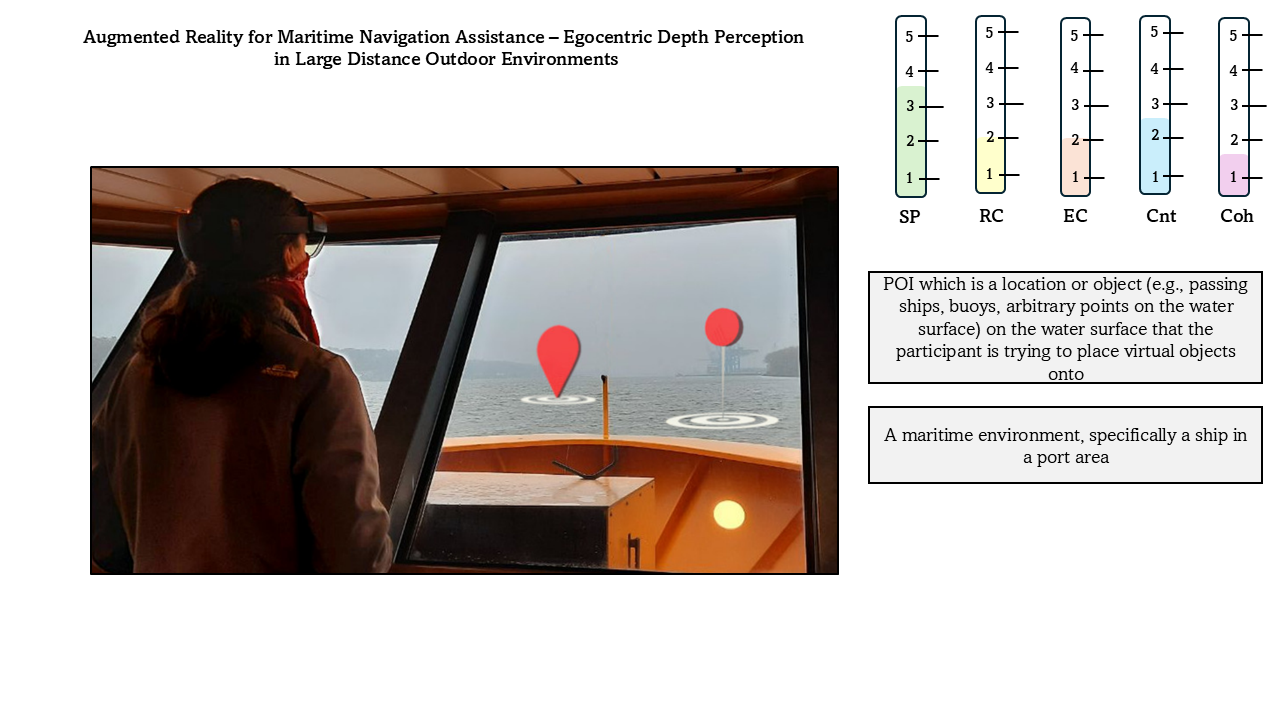 Augmented Reality for Maritime Navigation Assistance – Egocentric Depth Perception
in Large Distance Outdoor Environments
5
4
3
2
1
SP
5
4
3
2
1
RC
5
4
3
2
1
EC
5
4
3
2
1
Cnt
5
4
3
2
1
Coh
POI which is a location or object (e.g., passing
ships, buoys, arbitrary points on the water
surface) on the water surface that the
participant is trying to place virtual objects
onto
A maritime environment, specifically a ship in
a port area